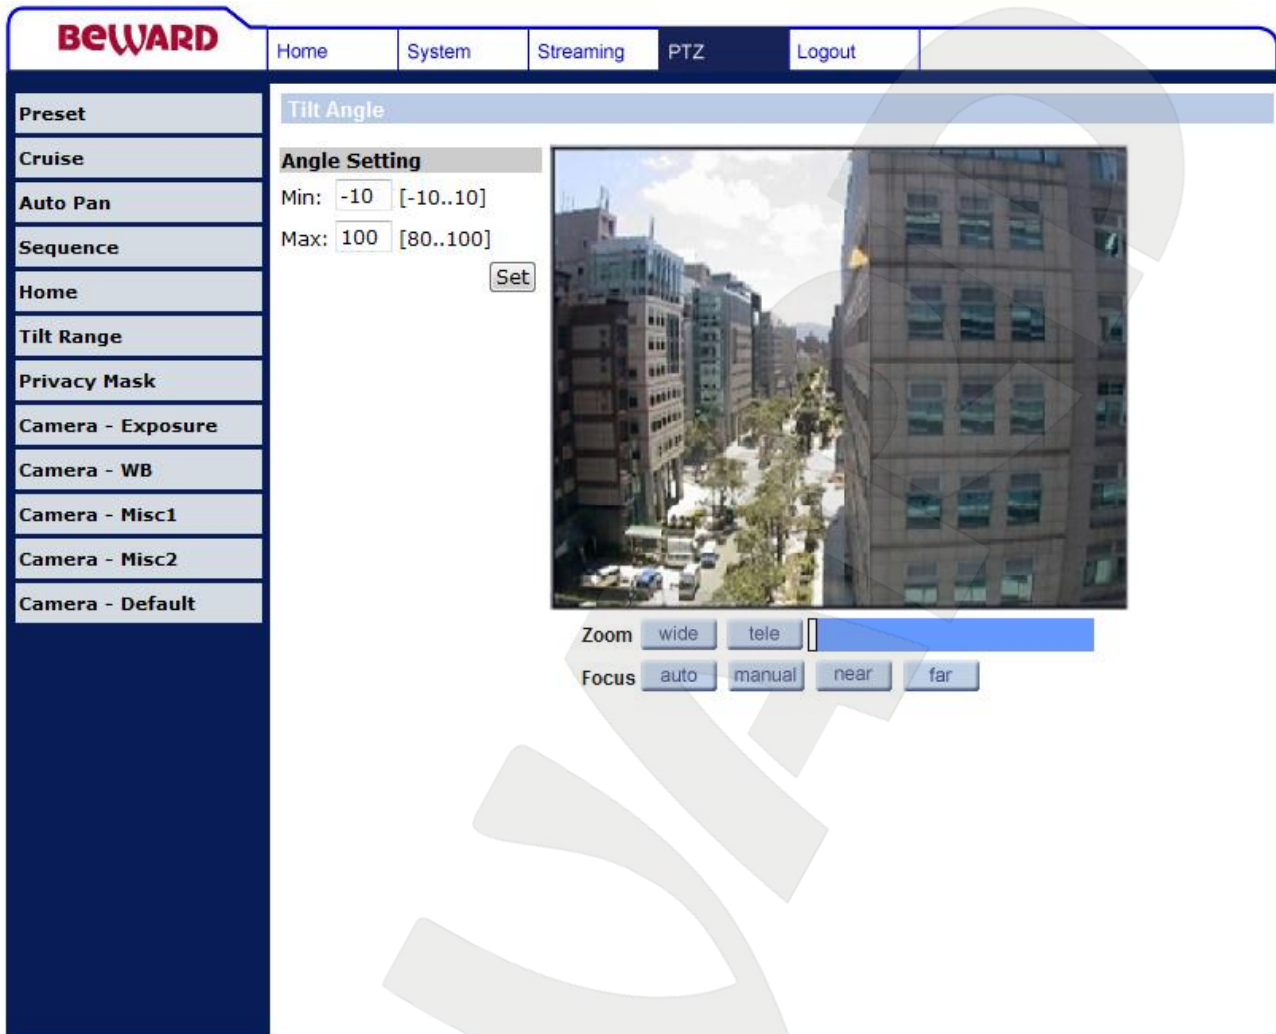 BEWARD
Home System Streaming PTZ Logout
Preset
Cruise
Auto Pan
Sequence
Home
Tilt Range
Privacy Mask
Camera - Exposure
Camera - WB
Camera - Misc1
Camera - Misc2
Camera - Default
Tilt Angle
Angle Setting
Min: -10 [-10..10]
Max: 100 [80..100]
Set
Zoom wide tele
Focus auto manual near far